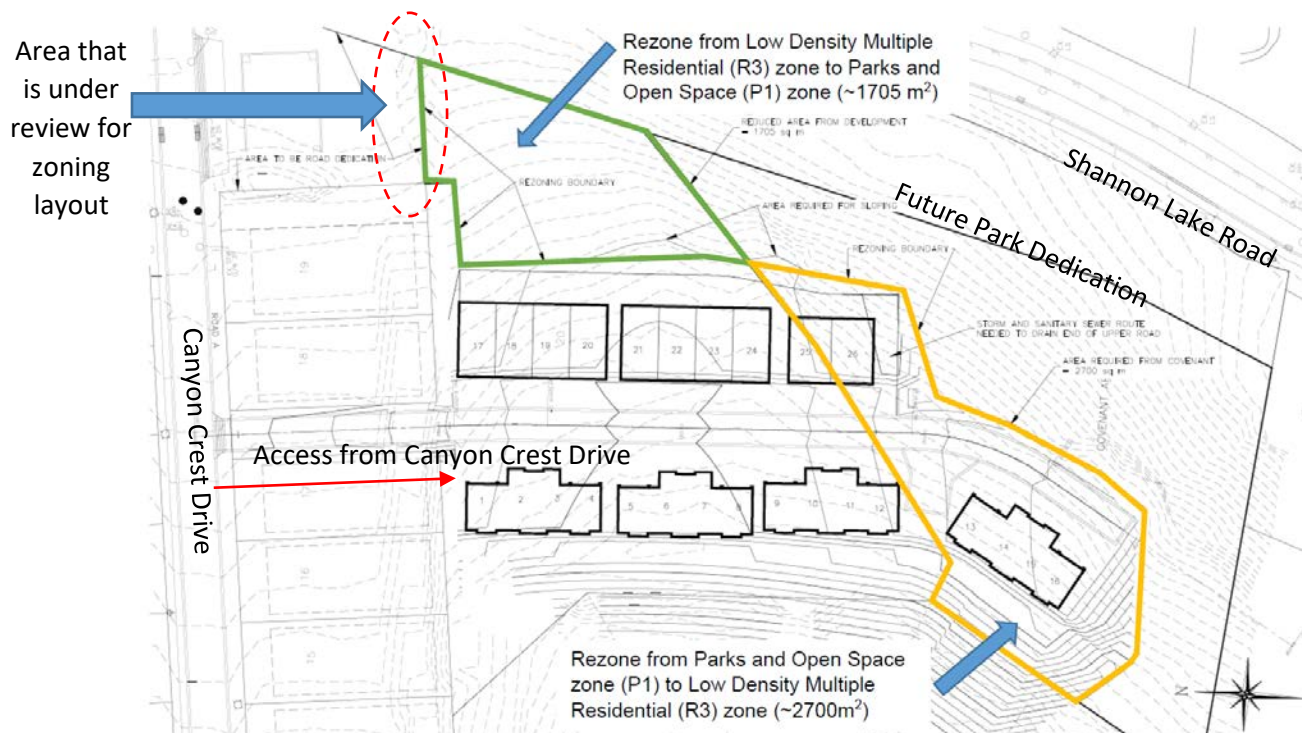 Area that
is under
review for
zoning
layout
Rezone from Low Density Multiple
Residential (R3) zone to Parks and
Open Space (P1) zone (~1705 m²)
REDUCED AREA FROM DEVELOPMENT
= 1705 sq m
AREA TO BE ROAD DEDICATION
REZONING BOUNDARY
AREA REQUIRED FOR SLOPING
REZONING BOUNDARY
Shannon Lake Road
Future Park Dedication
STORM AND SANITARY SEWER ROUTE
NEEDED TO DRAIN END OF UPPER ROAD
AREA REQUIRED FROM COVENANT
= 2700 sq m
19
18
17
16
15
ROAD A
Canyon Crest Drive
17 18 19 20 21 22 23 24 25 26
Access from Canyon Crest Drive
1 2 3 4 5 6 7 8 9 10 11 12
13 14 15 16
Rezone from Parks and Open Space
zone (P1) to Low Density Multiple
Residential (R3) zone (~2700m²)
N